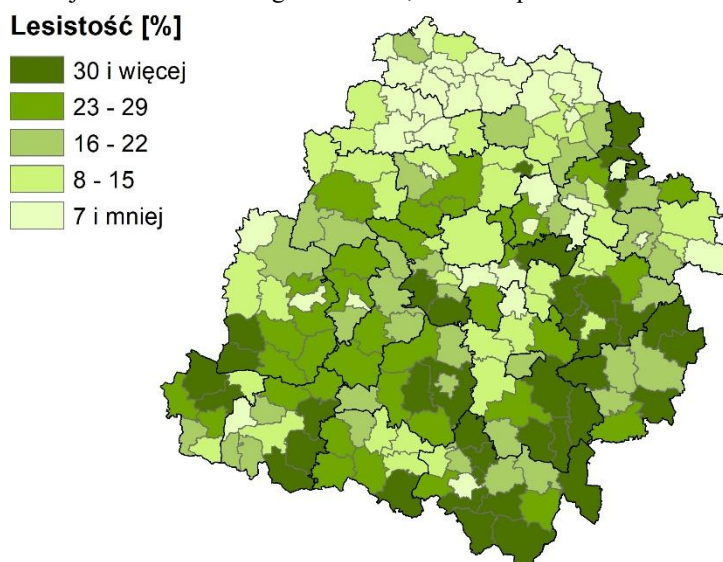 Lesistość [%]
30 i więcej
23 - 29
16 - 22
8 - 15
7 i mniej